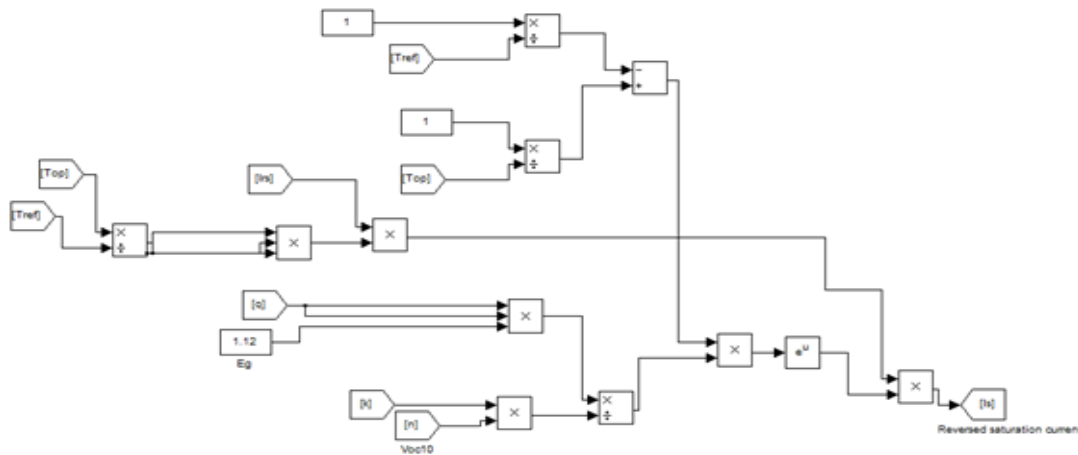 1
×
÷
[Tref]
−
+
1
×
÷
[Top]
[Top]
[Irs]
[Tref]
×
÷
×
×
[q]
×
1.12
Eg
×
e^u
[k]
×
÷
×
[n]
×
[Is]
Voc10
Reversed saturation curren